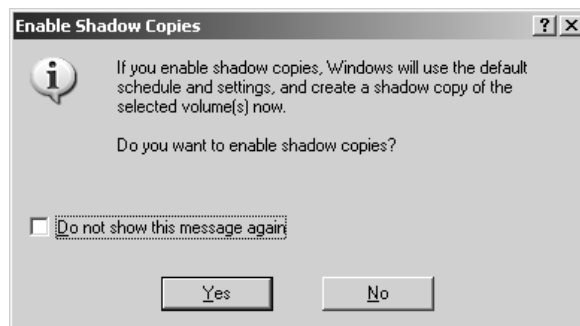 Enable Shadow Copies
If you enable shadow copies, Windows will use the default
schedule and settings, and create a shadow copy of the
selected volume(s) now.
Do you want to enable shadow copies?
Do not show this message again
Yes No